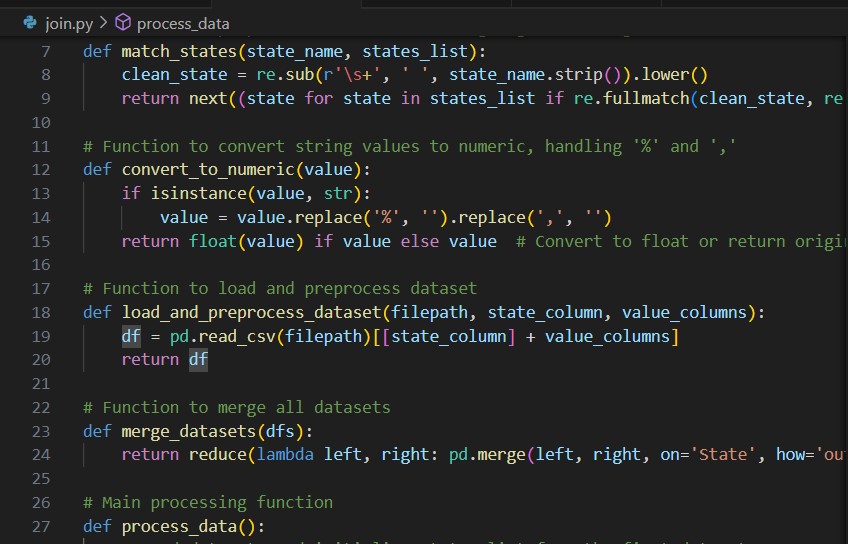 join.py > process_data
7 def match_states(state_name, states_list):
8     clean_state = re.sub(r'\s+', ' ', state_name.strip()).lower()
9     return next((state for state in states_list if re.fullmatch(clean_state, re
10
11 # Function to convert string values to numeric, handling '%' and ','
12 def convert_to_numeric(value):
13     if isinstance(value, str):
14         value = value.replace('%', '').replace(',', '')
15     return float(value) if value else value  # Convert to float or return origi
16
17 # Function to load and preprocess dataset
18 def load_and_preprocess_dataset(filepath, state_column, value_columns):
19     df = pd.read_csv(filepath)[[state_column] + value_columns]
20     return df
21
22 # Function to merge all datasets
23 def merge_datasets(dfs):
24     return reduce(lambda left, right: pd.merge(left, right, on='State', how='ou
25
26 # Main processing function
27 def process_data():